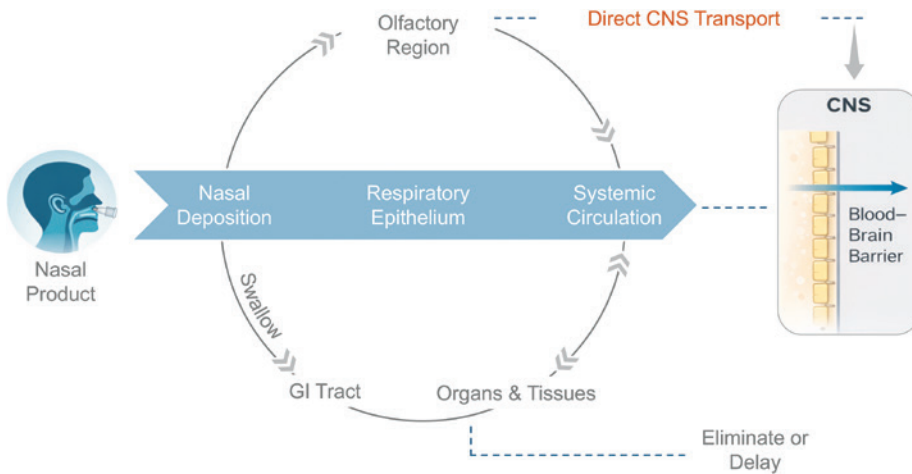 Olfactory
Region
Direct CNS Transport
CNS
Nasal
Deposition
Respiratory
Epithelium
Systemic
Circulation
Blood–
Brain
Barrier
Nasal
Product
Swallow
GI Tract
Organs & Tissues
Eliminate or
Delay